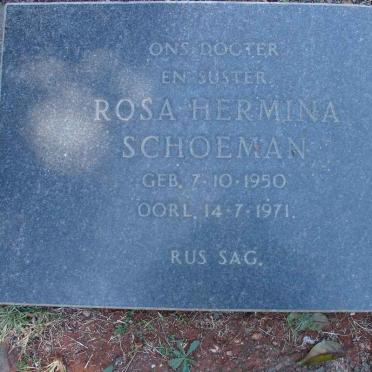 ONS DOGTER
EN SUSTER
ROSA HERMINA
SCHOEMAN
GEB. 7·10·1950
OORL. 14·7·1971.
RUS SAG.